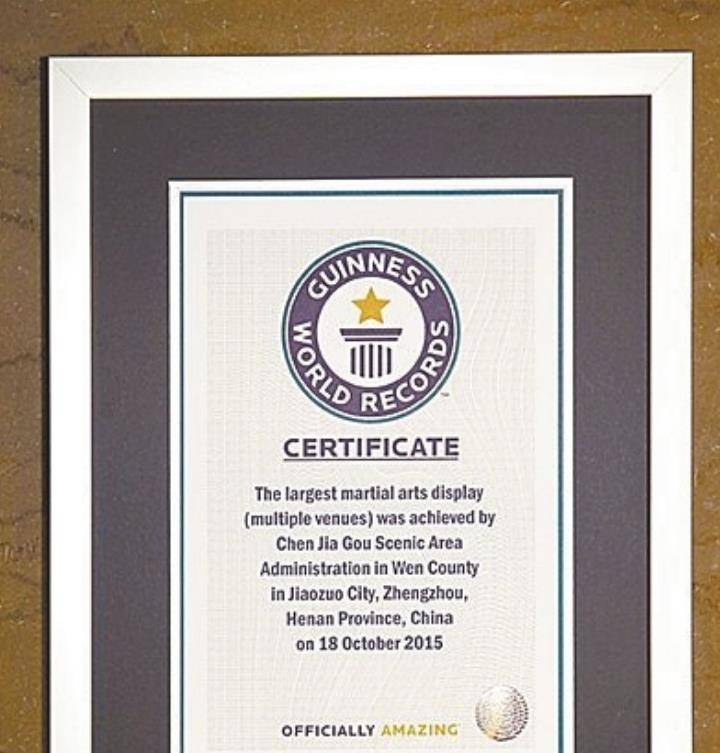 GUINNESS
WORLD RECORDS
™
CERTIFICATE
The largest martial arts display
(multiple venues) was achieved by
Chen Jia Gou Scenic Area
Administration in Wen County
in Jiaozuo City, Zhengzhou,
Henan Province, China
on 18 October 2015
OFFICIALLY AMAZING